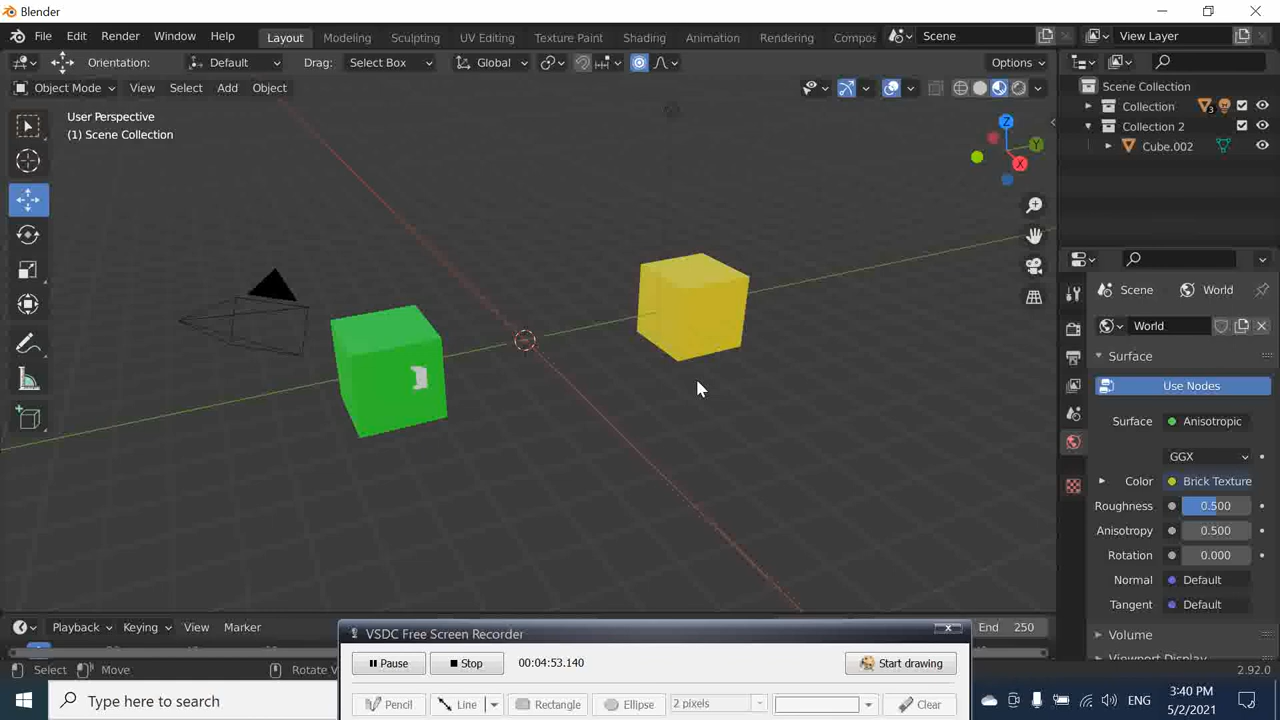 Blender
File Edit Render Window Help Layout Modeling Sculpting UV Editing Texture Paint Shading Animation Rendering Compos Scene View Layer
Orientation: Default Drag: Select Box Global Options
Object Mode View Select Add Object
User Perspective
(1) Scene Collection
Z
Y
X
Scene Collection
Collection 3
Collection 2
Cube.002
Scene World
World
Surface
Use Nodes
Surface Anisotropic
GGX
Color Brick Texture
Roughness 0.500
Anisotropy 0.500
Rotation 0.000
Normal Default
Tangent Default
Volume
Viewport Display
Playback Keying View Marker End 250
Select Move Rotate V 2.92.0
VSDC Free Screen Recorder
Pause Stop 00:04:53.140 Start drawing
Pencil Line Rectangle Ellipse 2 pixels Clear
Type here to search
ENG
3:40 PM
5/2/2021